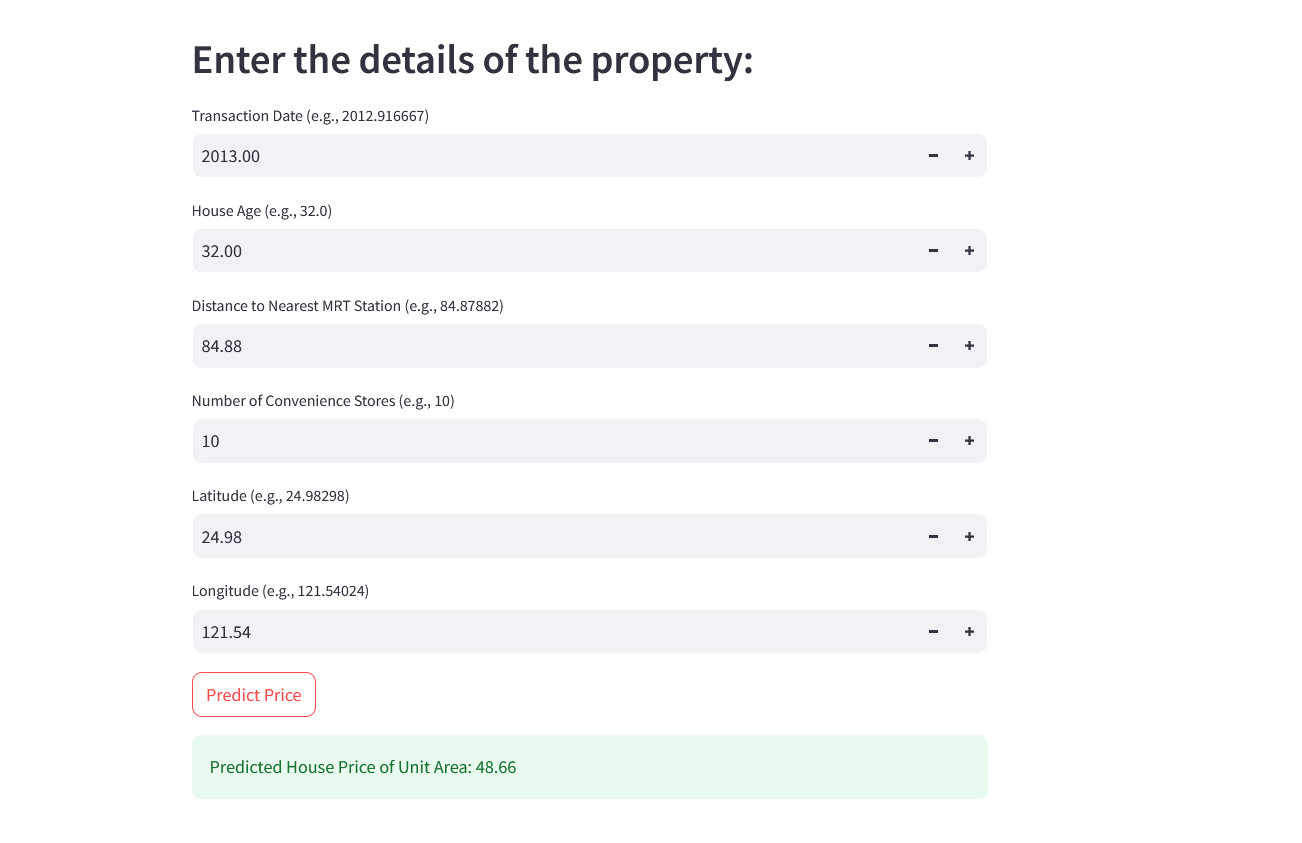 Enter the details of the property:
Transaction Date (e.g., 2012.916667)
2013.00
House Age (e.g., 32.0)
32.00
Distance to Nearest MRT Station (e.g., 84.87882)
84.88
Number of Convenience Stores (e.g., 10)
10
Latitude (e.g., 24.98298)
24.98
Longitude (e.g., 121.54024)
121.54
Predict Price
Predicted House Price of Unit Area: 48.66